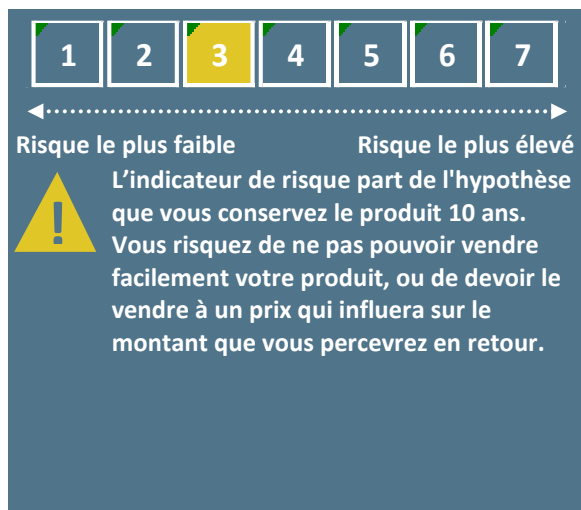 1 2 3 4 5 6 7
Risque le plus faible Risque le plus élevé
L’indicateur de risque part de l'hypothèse
que vous conservez le produit 10 ans.
Vous risquez de ne pas pouvoir vendre
facilement votre produit, ou de devoir le
vendre à un prix qui influera sur le
montant que vous percevrez en retour.